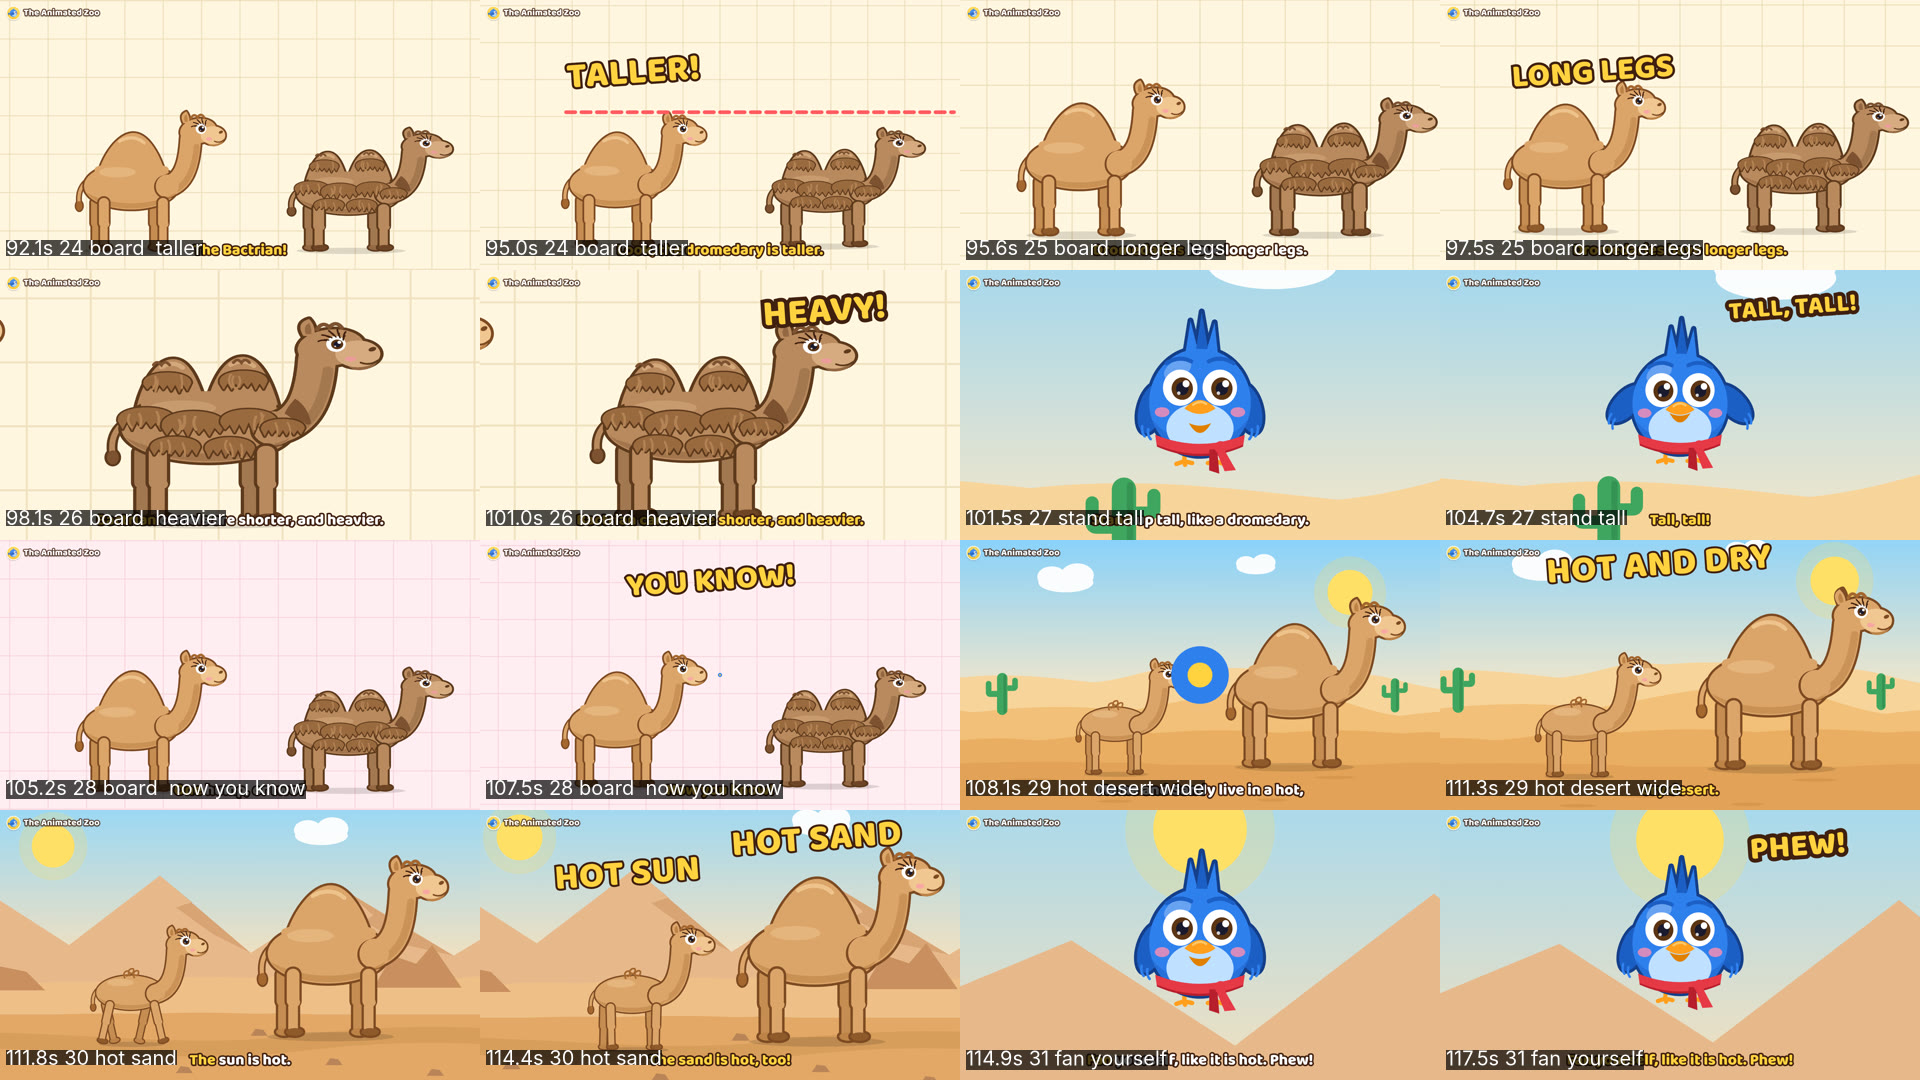 The Animated Zoo
92.1s 24 board taller
he Bactrian!
The Animated Zoo
TALLER!
95.0s 24 board taller
dromedary is taller.
The Animated Zoo
95.6s 25 board longer legs
longer legs.
The Animated Zoo
LONG LEGS
97.5s 25 board longer legs
longer legs.
The Animated Zoo
98.1s 26 board heavier
e shorter, and heavier.
The Animated Zoo
HEAVY!
101.0s 26 board heavier
shorter, and heavier.
The Animated Zoo
101.5s 27 stand tall
p tall, like a dromedary.
The Animated Zoo
TALL, TALL!
104.7s 27 stand tall
Tall, tall!
The Animated Zoo
105.2s 28 board now you know
The Animated Zoo
YOU KNOW!
107.5s 28 board now you know
The Animated Zoo
108.1s 29 hot desert wide
y live in a hot,
The Animated Zoo
HOT AND DRY
111.3s 29 hot desert wide
esert.
The Animated Zoo
111.8s 30 hot sand
The sun is hot.
The Animated Zoo
HOT SUN
HOT SAND
114.4s 30 hot sand
he sand is hot, too!
The Animated Zoo
114.9s 31 fan yourself
f, like it is hot. Phew!
The Animated Zoo
PHEW!
117.5s 31 fan yourself
lf, like it is hot. Phew!